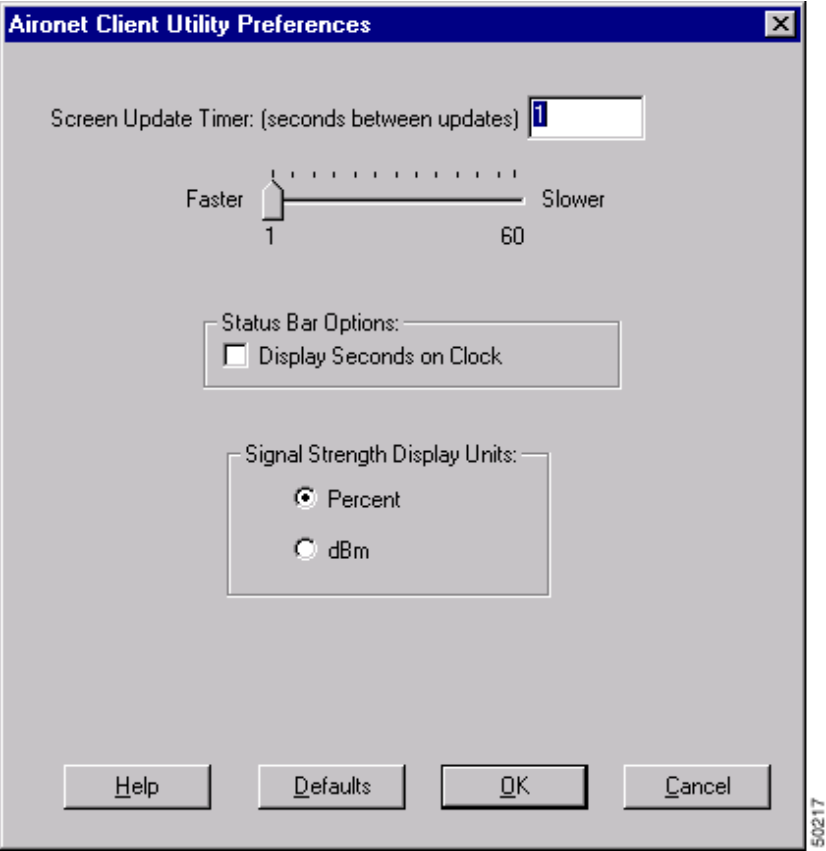 Aironet Client Utility Preferences
Screen Update Timer: (seconds between updates) 1
Faster Slower
1 60
Status Bar Options:
Display Seconds on Clock
Signal Strength Display Units:
Percent
dBm
Help Defaults OK Cancel
50217